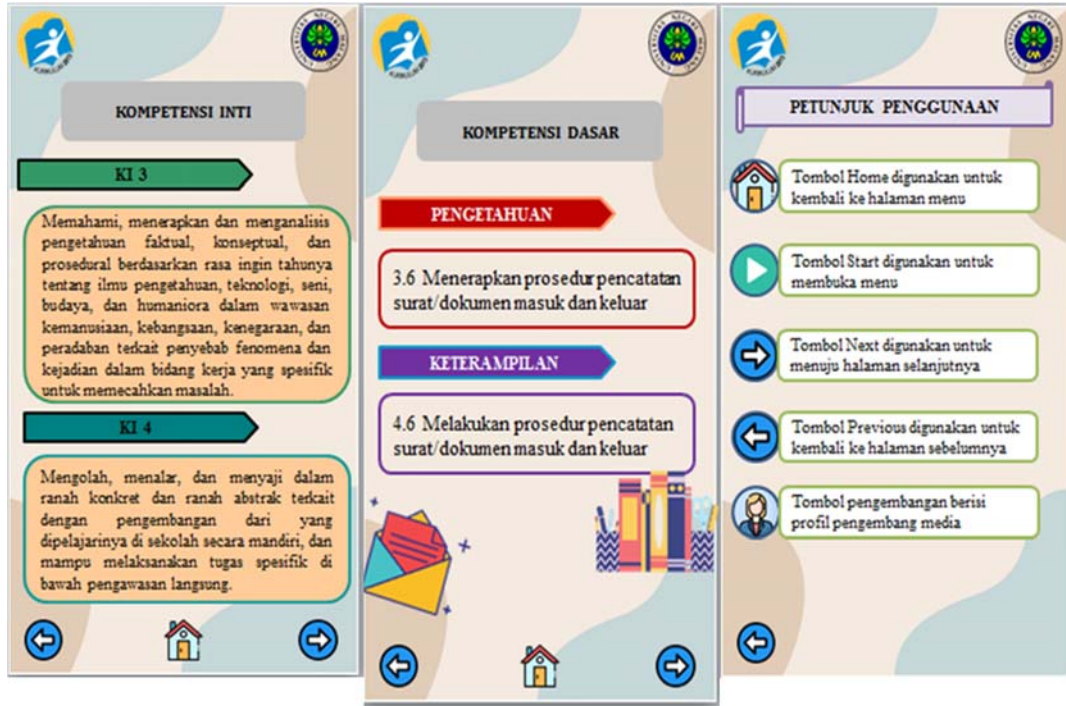 KOMPETENSI INTI
KI 3
Memahami, menerapkan dan menganalisis
pengetahuan faktual, konseptual, dan
prosedural berdasarkan rasa ingin tahunya
tentang ilmu pengetahuan, teknologi, seni,
budaya, dan humaniora dalam wawasan
kemanusiaan, kebangsaan, kenegaraan, dan
peradaban terkait penyebab fenomena dan
kejadian dalam bidang kerja yang spesifik
untuk memecahkan masalah.
KI 4
Mengolah, menalar, dan menyaji dalam
ranah konkret dan ranah abstrak terkait
dengan pengembangan dari yang
dipelajarinya di sekolah secara mandiri, dan
mampu melaksanakan tugas spesifik di
bawah pengawasan langsung.
KOMPETENSI DASAR
PENGETAHUAN
3.6 Menerapkan prosedur pencatatan
surat/dokumen masuk dan keluar
KETERAMPILAN
4.6 Melakukan prosedur pencatatan
surat/dokumen masuk dan keluar
UNIVERSITAS NEGERI MALANG
UM
PETUNJUK PENGGUNAAN
Tombol Home digunakan untuk
kembali ke halaman menu
Tombol Start digunakan untuk
membuka menu
Tombol Next digunakan untuk
menuju halaman selanjutnya
Tombol Previous digunakan untuk
kembali ke halaman sebelumnya
Tombol pengembangan berisi
profil pengembang media